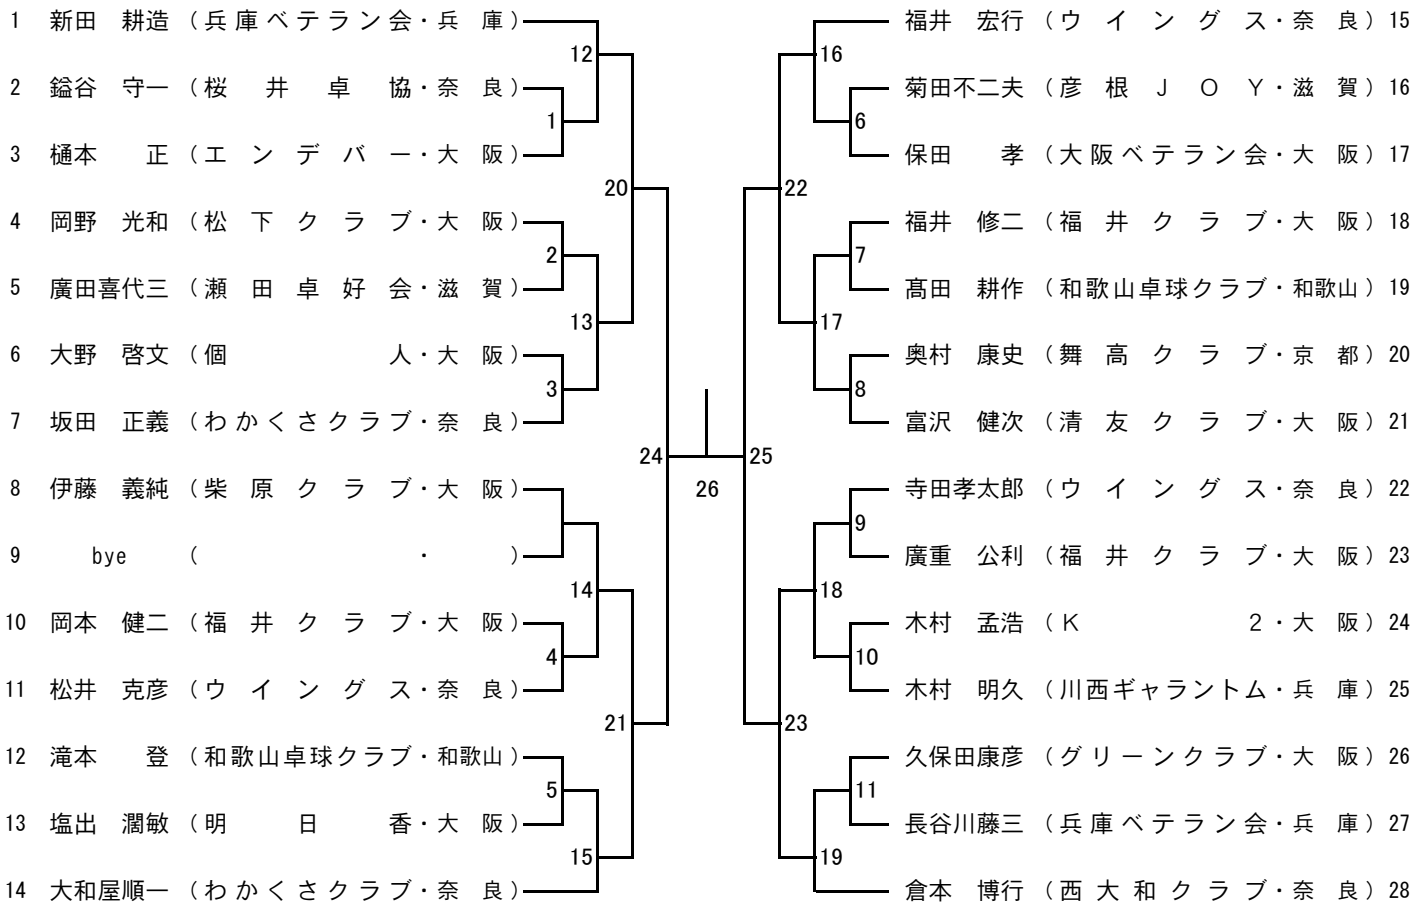 1 新田 耕造 （兵庫ベテラン会・兵 庫）
2 鎰谷 守一 （桜 井 卓 協・奈 良）
3 樋本 正 （エ ン デ バ ー・大 阪）
4 岡野 光和 （松 下 ク ラ ブ・大 阪）
5 廣田喜代三 （瀬 田 卓 好 会・滋 賀）
6 大野 啓文 （個 人・大 阪）
7 坂田 正義 （わかくさクラブ・奈 良）
8 伊藤 義純 （柴 原 ク ラ ブ・大 阪）
9 bye （ ・ ）
10 岡本 健二 （福 井 ク ラ ブ・大 阪）
11 松井 克彦 （ウ イ ン グ ス・奈 良）
12 滝本 登 （和歌山卓球クラブ・和歌山）
13 塩出 濶敏 （明 日 香・大 阪）
14 大和屋順一 （わかくさクラブ・奈 良）
12
1
20
2
13
3
24
14
4
21
5
15
26
16
6
22
7
17
8
25
9
18
10
23
11
19
福井 宏行 （ウ イ ン グ ス・奈 良） 15
菊田不二夫 （彦 根 Ｊ Ｏ Ｙ・滋 賀） 16
保田 孝 （大阪ベテラン会・大 阪） 17
福井 修二 （福 井 ク ラ ブ・大 阪） 18
髙田 耕作 （和歌山卓球クラブ・和歌山） 19
奥村 康史 （舞 高 ク ラ ブ・京 都） 20
富沢 健次 （清 友 ク ラ ブ・大 阪） 21
寺田孝太郎 （ウ イ ン グ ス・奈 良） 22
廣重 公利 （福 井 ク ラ ブ・大 阪） 23
木村 孟浩 （Ｋ ２・大 阪） 24
木村 明久 （川西ギャラントム・兵 庫） 25
久保田康彦 （グリーンクラブ・大 阪） 26
長谷川藤三 （兵庫ベテラン会・兵 庫） 27
倉本 博行 （西 大 和 ク ラ ブ・奈 良） 28